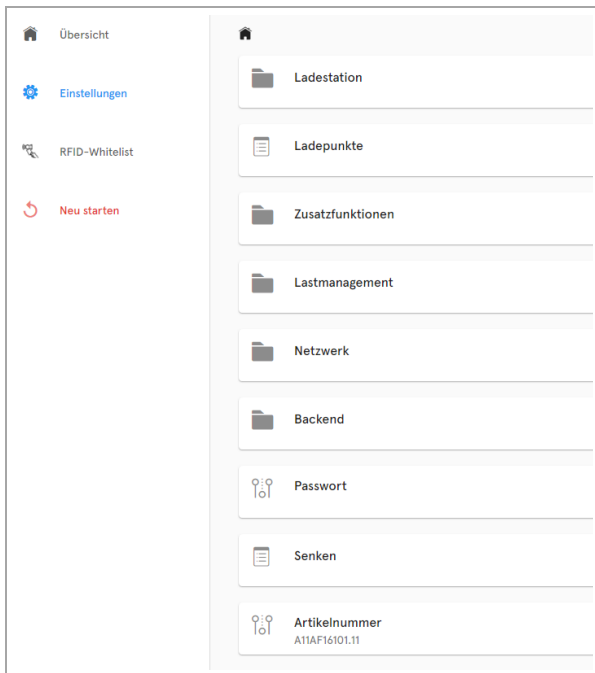 Übersicht
Einstellungen
RFID-Whitelist
Neu starten
Ladestation
Ladepunkte
Zusatzfunktionen
Lastmanagement
Netzwerk
Backend
Passwort
Senken
Artikelnummer
A11AF16101.11